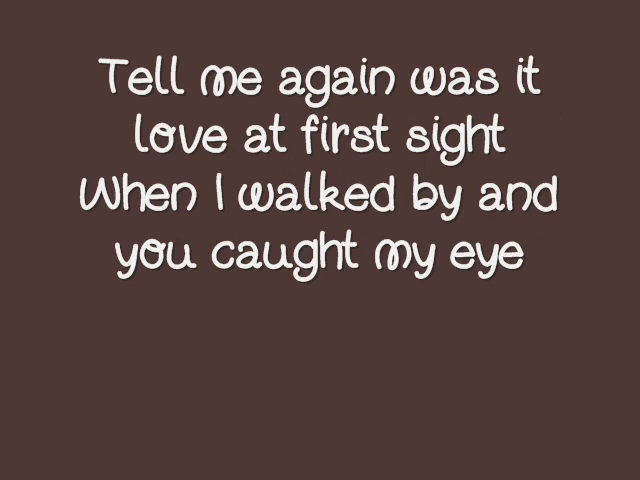 Tell me again was it
love at first sight
When I walked by and
you caught my eye